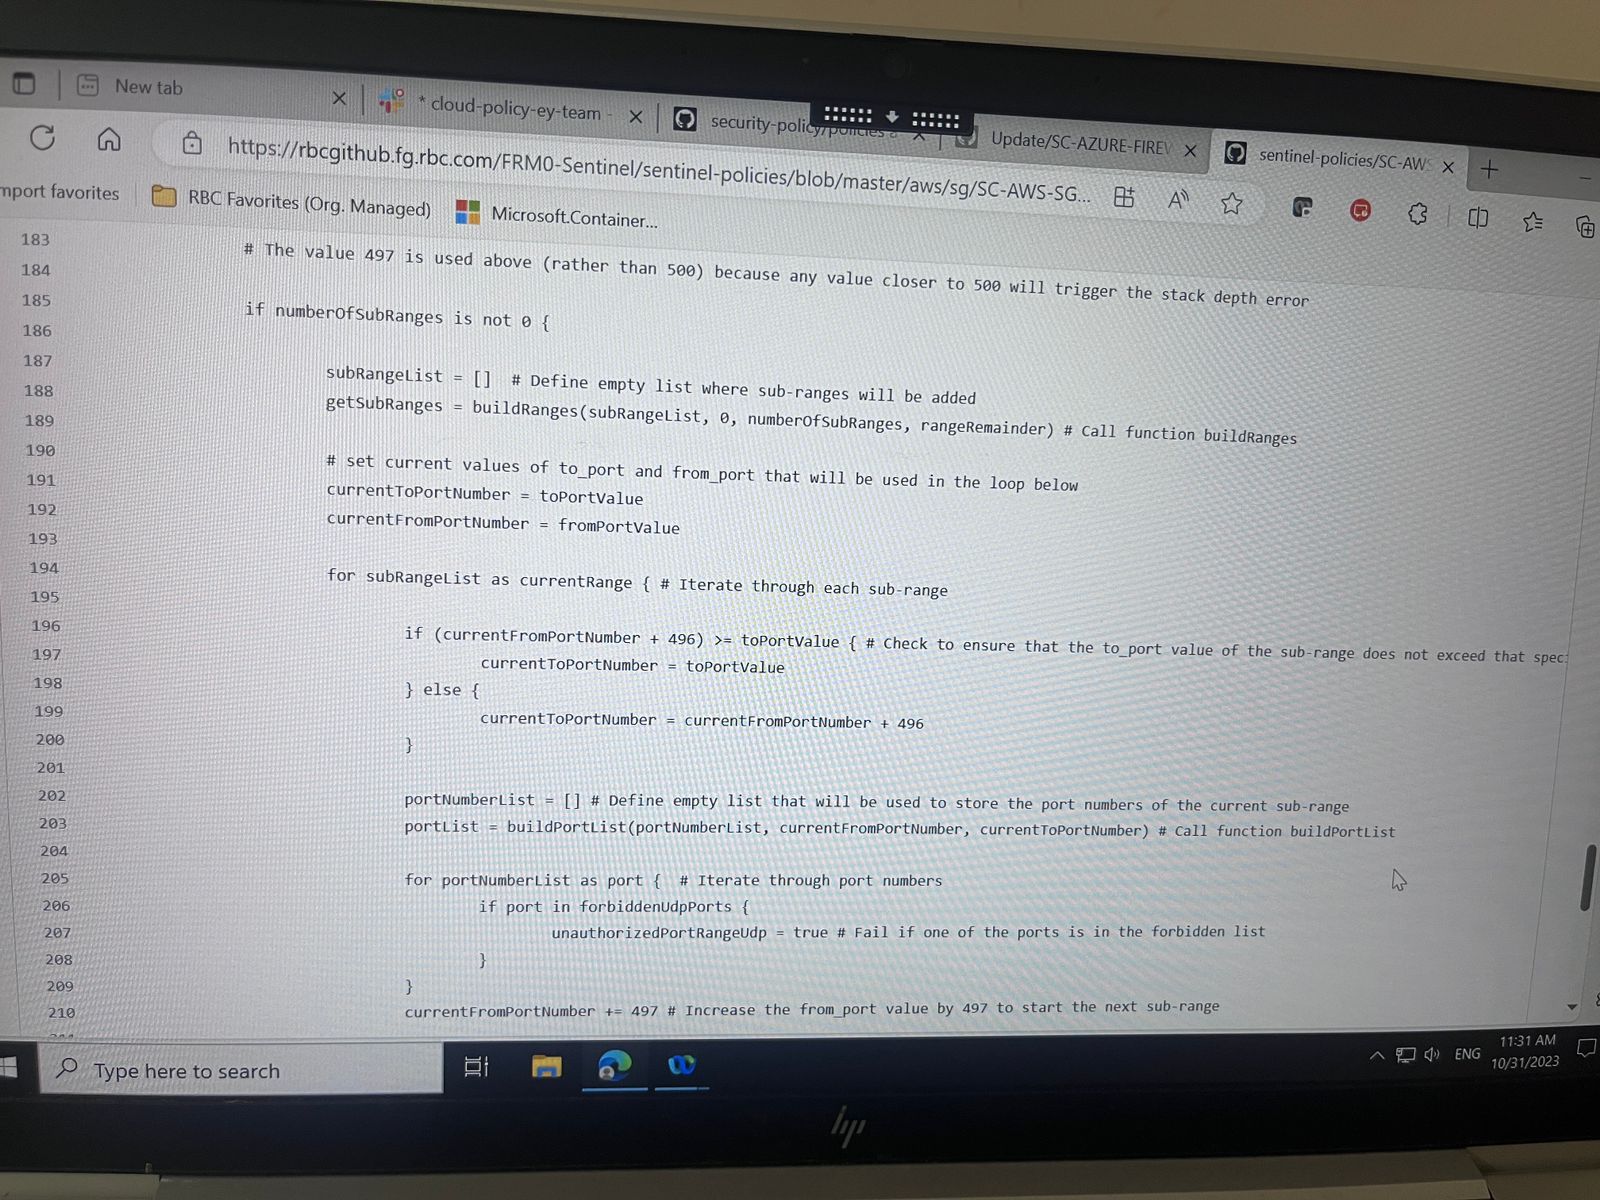 New tab
* cloud-policy-ey-team -
security-policy/policies a
Update/SC-AZURE-FIREW
sentinel-policies/SC-AWS
https://rbcgithub.fg.rbc.com/FRM0-Sentinel/sentinel-policies/blob/master/aws/sg/SC-AWS-SG...
mport favorites
RBC Favorites (Org. Managed)
Microsoft.Container...
183
184 # The value 497 is used above (rather than 500) because any value closer to 500 will trigger the stack depth error
185
186 if numberOfSubRanges is not 0 {
187
188 subRangeList = [] # Define empty list where sub-ranges will be added
189 getSubRanges = buildRanges(subRangeList, 0, numberOfSubRanges, rangeRemainder) # Call function buildRanges
190
191 # set current values of to_port and from_port that will be used in the loop below
192 currentToPortNumber = toPortValue
193 currentFromPortNumber = fromPortValue
194
195 for subRangeList as currentRange { # Iterate through each sub-range
196
197 if (currentFromPortNumber + 496) >= toPortValue { # Check to ensure that the to_port value of the sub-range does not exceed that spec
198 currentToPortNumber = toPortValue
199 } else {
200 currentToPortNumber = currentFromPortNumber + 496
201 }
202
203 portNumberList = [] # Define empty list that will be used to store the port numbers of the current sub-range
204 portList = buildPortList(portNumberList, currentFromPortNumber, currentToPortNumber) # Call function buildPortList
205
206 for portNumberList as port { # Iterate through port numbers
207 if port in forbiddenUdpPorts {
208 unauthorizedPortRangeUdp = true # Fail if one of the ports is in the forbidden list
209 }
210 }
currentFromPortNumber += 497 # Increase the from_port value by 497 to start the next sub-range
Type here to search
ENG
11:31 AM
10/31/2023
hp